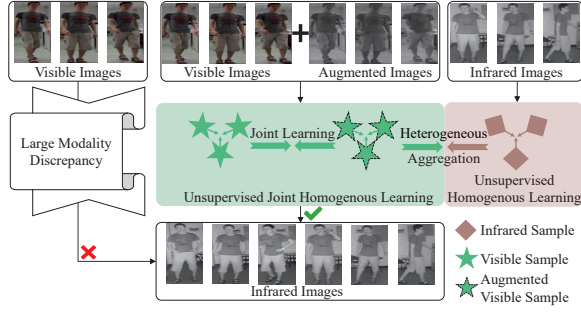 Visible Images
Visible Images
Augmented Images
Infrared Images
Large Modality
Discrepancy
Joint Learning
Heterogeneous
Aggregation
Unsupervised Joint Homogenous Learning
Unsupervised
Homogenous Learning
Infrared Images
Infrared Sample
Visible Sample
Augmented
Visible Sample